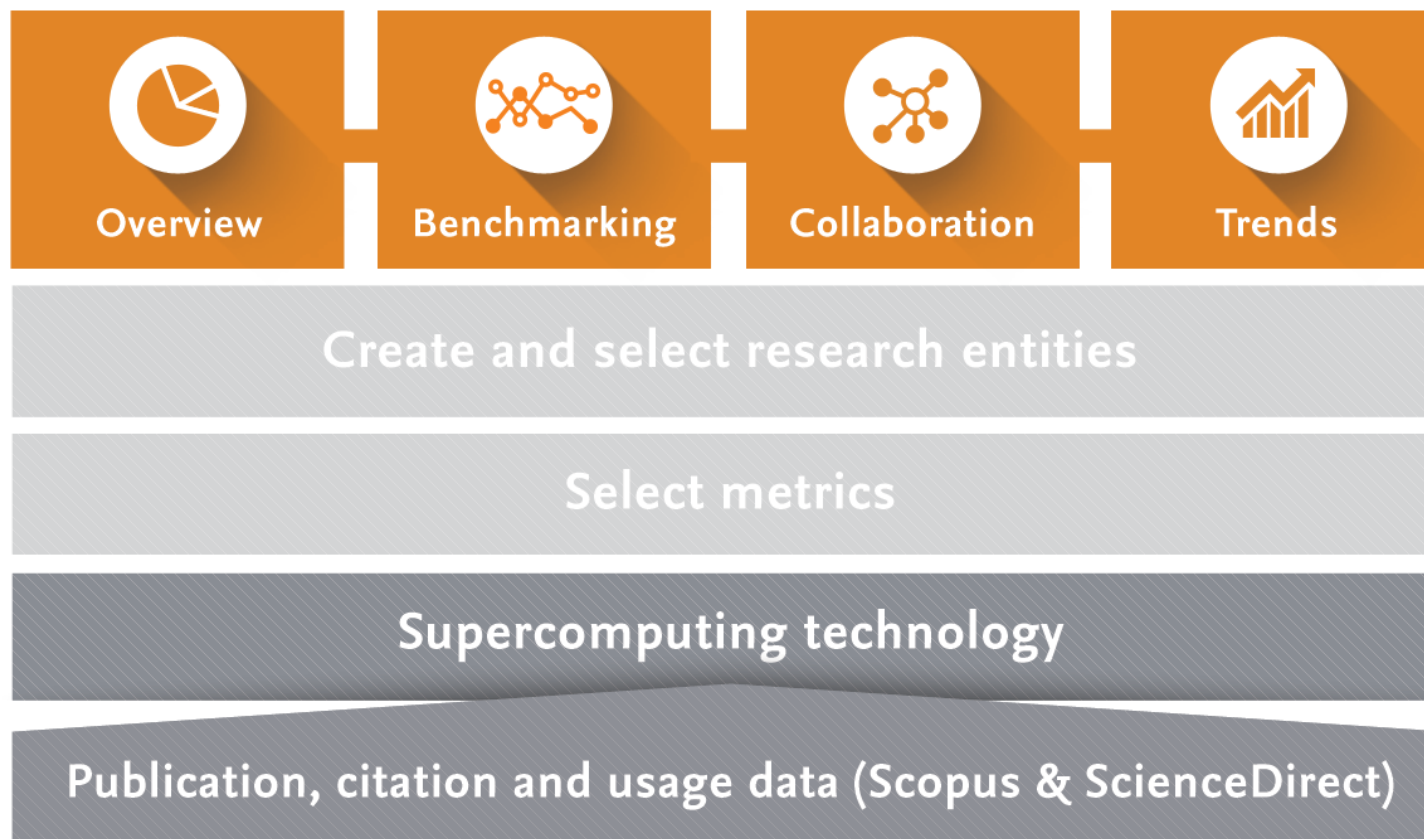 Overview
Benchmarking
Collaboration
Trends
Create and select research entities
Select metrics
Supercomputing technology
Publication, citation and usage data (Scopus & ScienceDirect)